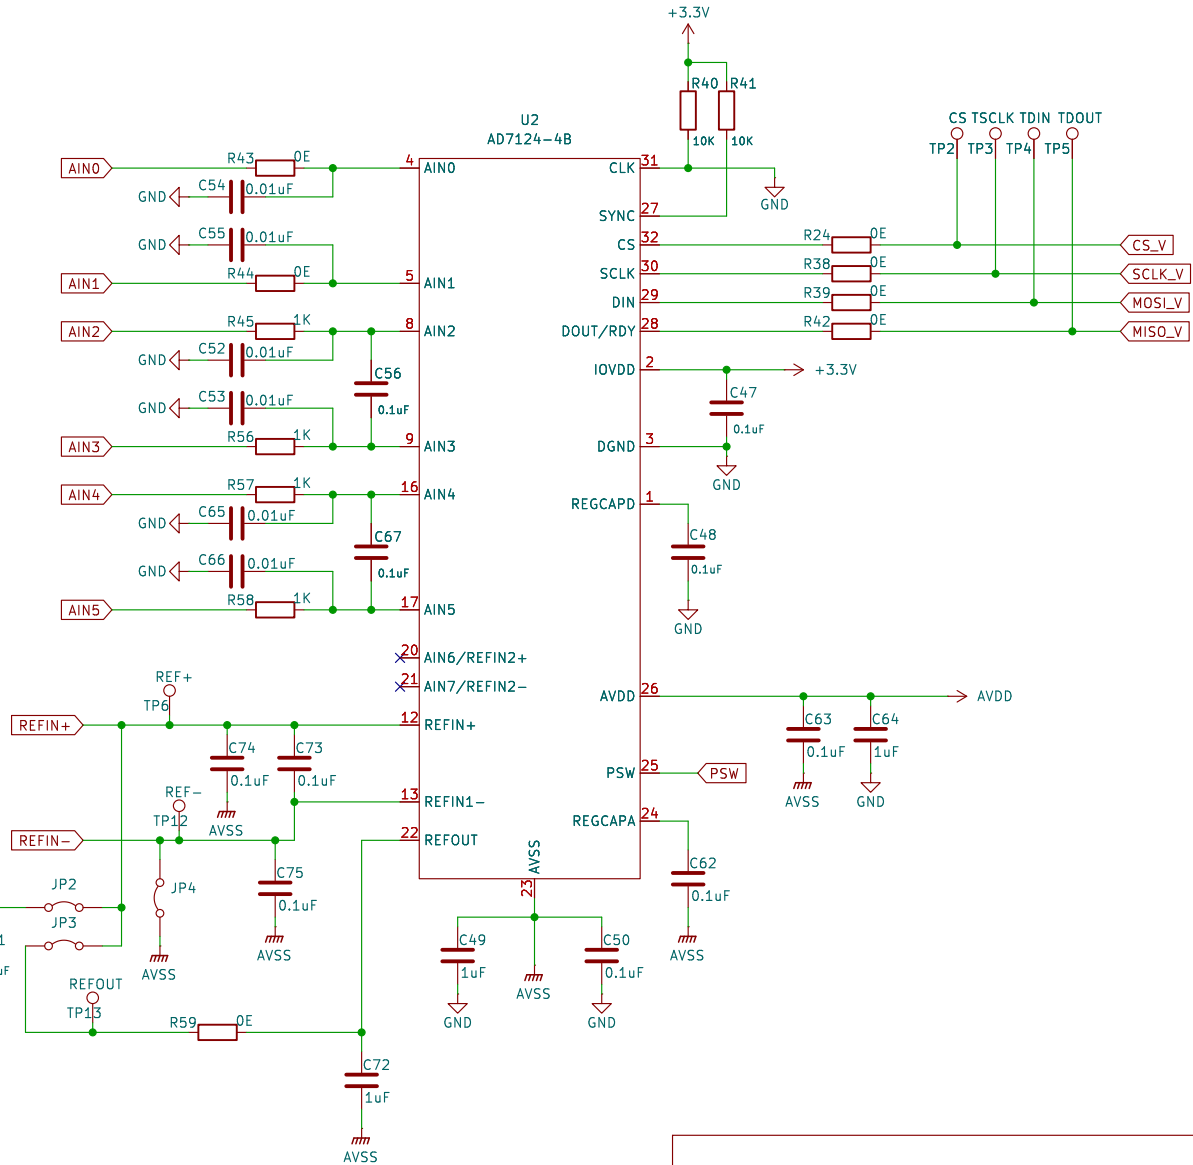 +3.3V
R40 R41
10K 10K
U2
AD7124-4B
CS TSCLK TDIN TDOUT
TP2 TP3 TP4 TP5
AIN0 R43 0E 4 AIN0
GND C54 0.01uF
GND C55 0.01uF
AIN1 R44 0E 5 AIN1
AIN2 R45 1K 8 AIN2
GND C52 0.01uF
C56
0.1uF
GND C53 0.01uF
AIN3 R56 1K 9 AIN3
AIN4 R57 1K 16 AIN4
GND C65 0.01uF
C67
0.1uF
GND C66 0.01uF
AIN5 R58 1K 17 AIN5
20 AIN6/REFIN2+
21 AIN7/REFIN2-
REF+
TP6
REFIN+ 12 REFIN+
C74 0.1uF
AVSS
C73 0.1uF
REF-
TP12
13 REFIN1-
REFIN- 22 REFOUT
C75
0.1uF
AVSS
JP2
JP3
JP4
AVSS
1
uF
REFOUT
TP13
R59 0E
C72
1uF
AVSS
CLK 31
GND
SYNC 27
CS 32 R24 0E CS_V
SCLK 30 R38 0E SCLK_V
DIN 29 R39 0E MOSI_V
DOUT/RDY 28 R42 0E MISO_V
IOVDD 2 +3.3V
C47
0.1uF
DGND 3
GND
REGCAPD 1
C48
0.1uF
GND
AVDD 26 AVDD
C63 C64
0.1uF 1uF
AVSS GND
PSW 25 PSW
REGCAPA 24
C62
0.1uF
AVSS
AVSS
23
C49 C50
1uF 0.1uF
AVSS
GND GND